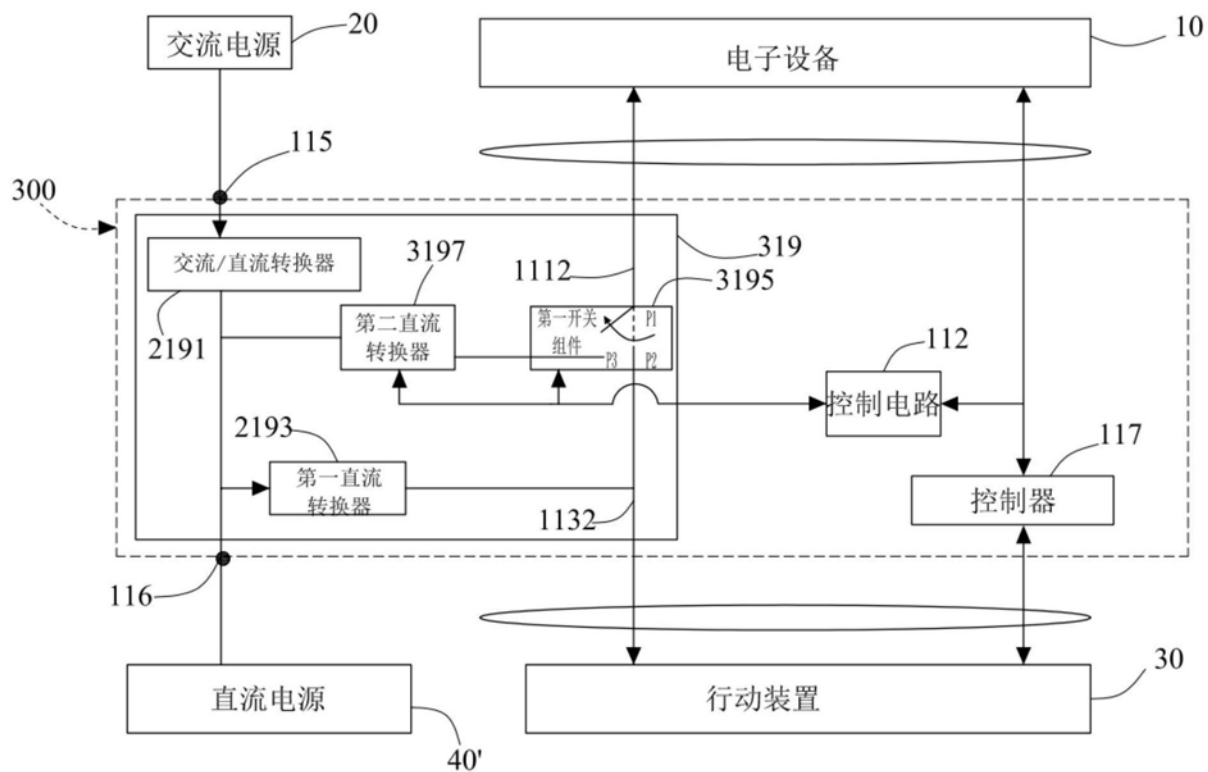 20
交流电源
10
电子设备
115
300
交流/直流转换器
3197
1112
319
3195
2191
第二直流
转换器
第一开关
组件
P1
P3
P2
112
控制电路
2193
第一直流
转换器
117
控制器
1132
116
直流电源
行动装置
30
40'